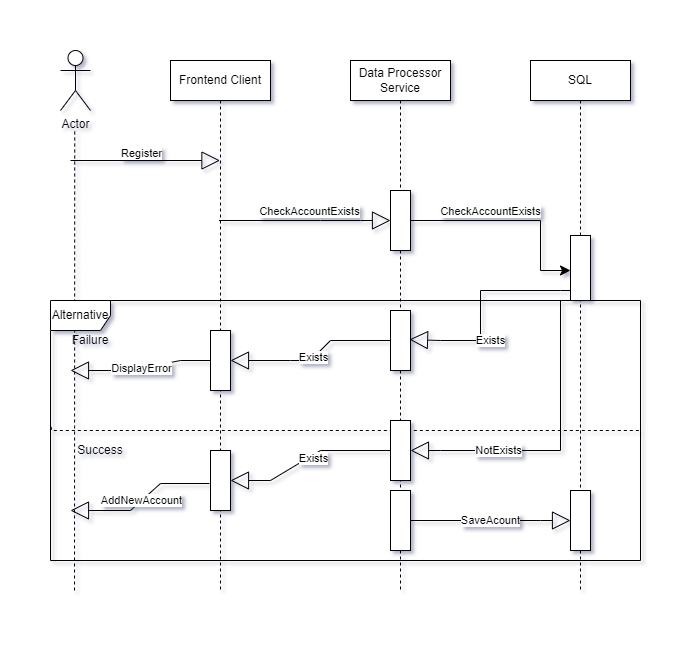 Actor
Frontend Client
Data Processor
Service
SQL
Register
CheckAccountExists
CheckAccountExists
Alternative
Failure
Exists
Exists
DisplayError
Success
NotExists
Exists
AddNewAccount
SaveAcount